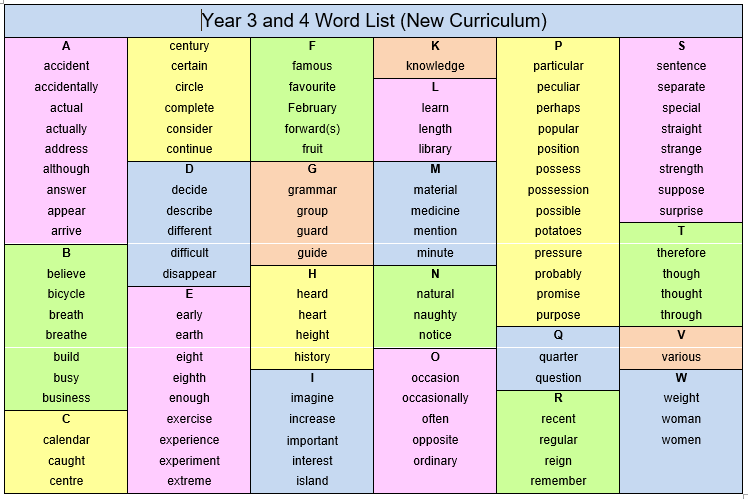 Year 3 and 4 Word List (New Curriculum)
A
accident
accidentally
actual
actually
address
although
answer
appear
arrive
B
believe
bicycle
breath
breathe
build
busy
business
C
calendar
caught
centre
century
certain
circle
complete
consider
continue
D
decide
describe
different
difficult
disappear
E
early
earth
eight
eighth
enough
exercise
experience
experiment
extreme
F
famous
favourite
February
forward(s)
fruit
G
grammar
group
guard
guide
H
heard
heart
height
history
I
imagine
increase
important
interest
island
K
knowledge
L
learn
length
library
M
material
medicine
mention
minute
N
natural
naughty
notice
O
occasion
occasionally
often
opposite
ordinary
P
particular
peculiar
perhaps
popular
position
possess
possession
possible
potatoes
pressure
probably
promise
purpose
Q
quarter
question
R
recent
regular
reign
remember
S
sentence
separate
special
straight
strange
strength
suppose
surprise
T
therefore
though
thought
through
V
various
W
weight
woman
women